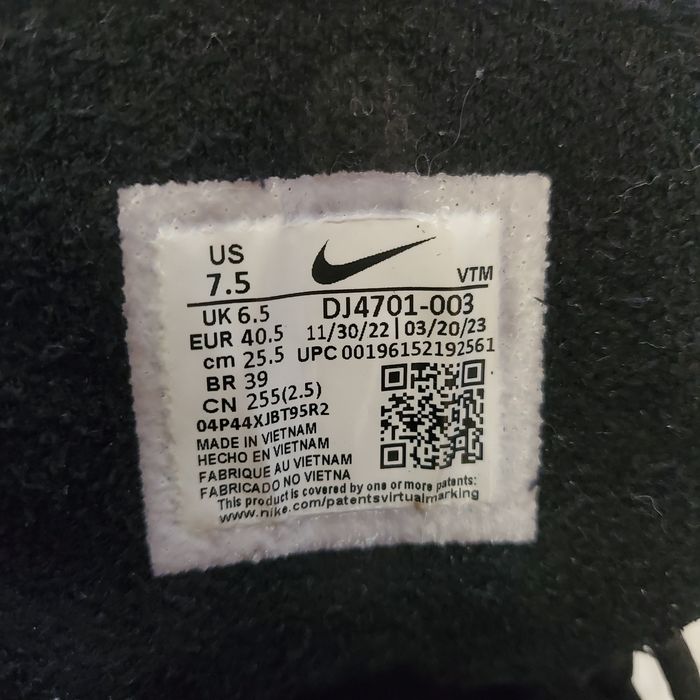 US
7.5
VTM
UK 6.5
DJ4701-003
EUR 40.5
11/30/22 | 03/20/23
cm 25.5
UPC 00196152192561
BR 39
CN 255(2.5)
04P44XJBT95R2
MADE IN VIETNAM
HECHO EN VIETNAM
FABRIQUE AU VIETNAM
FABRICADO NO VIETNA
This product is covered by one or more patents:
www.nike.com/patentsvirtualmarking